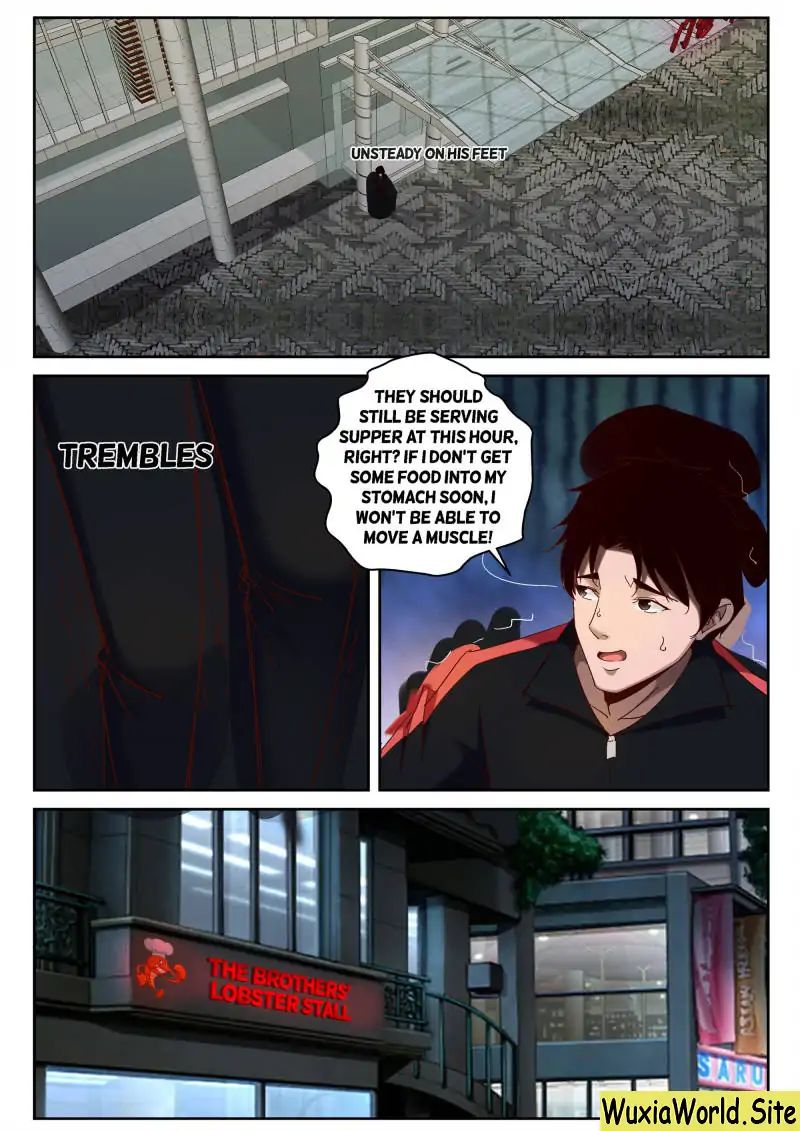 UNSTEADY ON HIS FEET
TREMBLES
THEY SHOULD
STILL BE SERVING
SUPPER AT THIS HOUR,
RIGHT? IF I DON'T GET
SOME FOOD INTO MY
STOMACH SOON, I
WON'T BE ABLE TO
MOVE A MUSCLE!
THE BROTHERS'
LOBSTER STALL
SARU
WuxiaWorld.Site